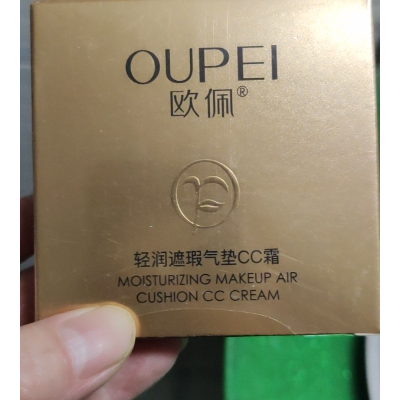 OUPEI
欧佩®
轻润遮瑕气垫CC霜
MOISTURIZING MAKEUP AIR
CUSHION CC CREAM